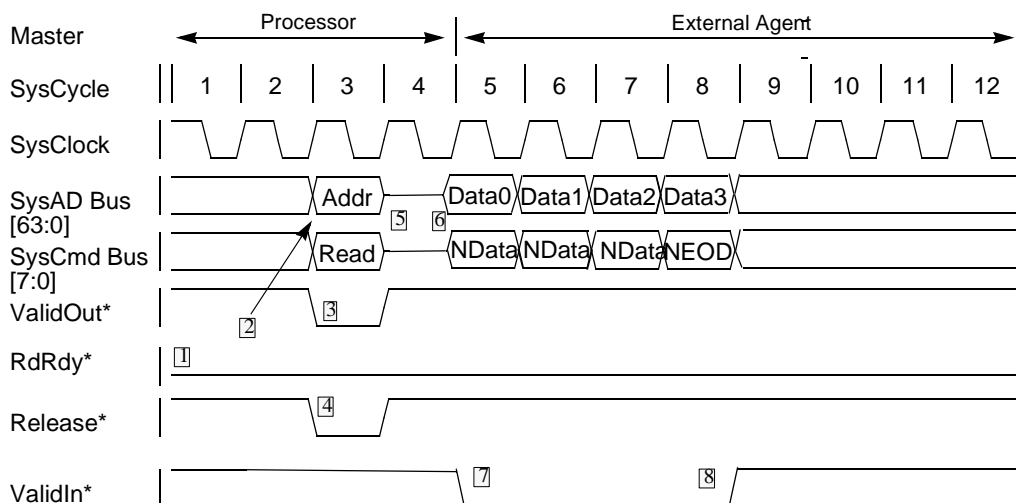 Processor External Agent
Master
SysCycle 1 2 3 4 5 6 7 8 9 10 11 12
SysClock
SysAD Bus Addr Data0 Data1 Data2 Data3
[63:0] 5 6
SysCmd Bus Read NData NData NData NEOD
[7:0]
ValidOut* 2 3
RdRdy* 1
Release* 4
ValidIn* 7 8